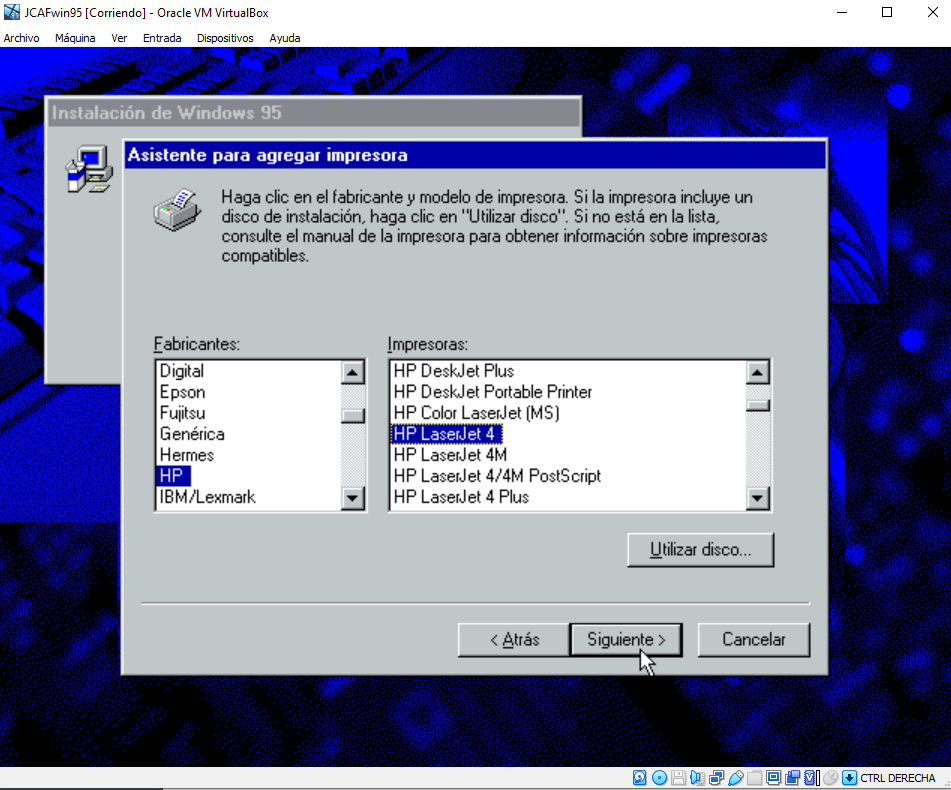 JCAFwin95 [Corriendo] - Oracle VM VirtualBox
Archivo Máquina Ver Entrada Dispositivos Ayuda
Instalación de Windows 95
Asistente para agregar impresora
Haga clic en el fabricante y modelo de impresora. Si la impresora incluye un
disco de instalación, haga clic en "Utilizar disco". Si no está en la lista,
consulte el manual de la impresora para obtener información sobre impresoras
compatibles.
Fabricantes:
Digital
Epson
Fujitsu
Genérica
Hermes
HP
IBM/Lexmark
Impresoras:
HP DeskJet Plus
HP DeskJet Portable Printer
HP Color LaserJet (MS)
HP LaserJet 4
HP LaserJet 4M
HP LaserJet 4/4M PostScript
HP LaserJet 4 Plus
Utilizar disco...
< Atrás
Siguiente >
Cancelar
CTRL DERECHA